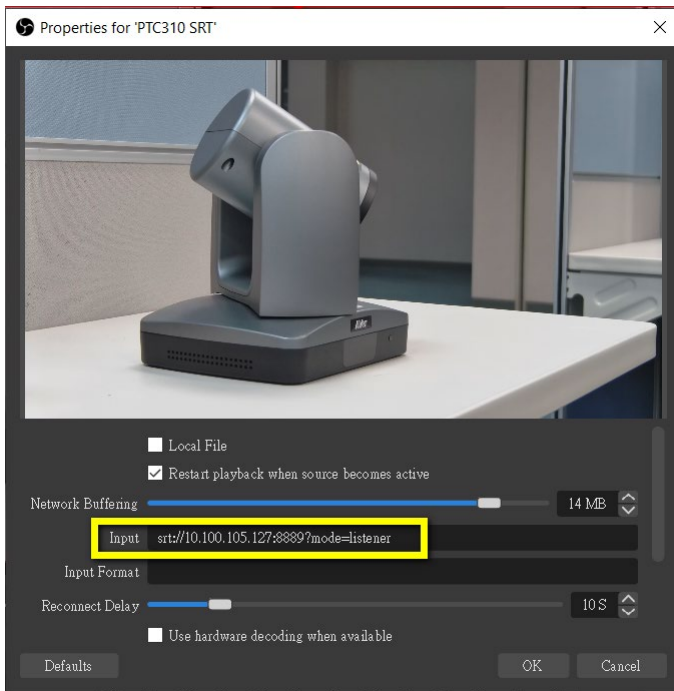 Properties for 'PTC310 SRT'
Local File
Restart playback when source becomes active
Network Buffering 14 MB
Input srt://10.100.105.127:8889?mode=listener
Input Format
Reconnect Delay 10 S
Use hardware decoding when available
Defaults OK Cancel